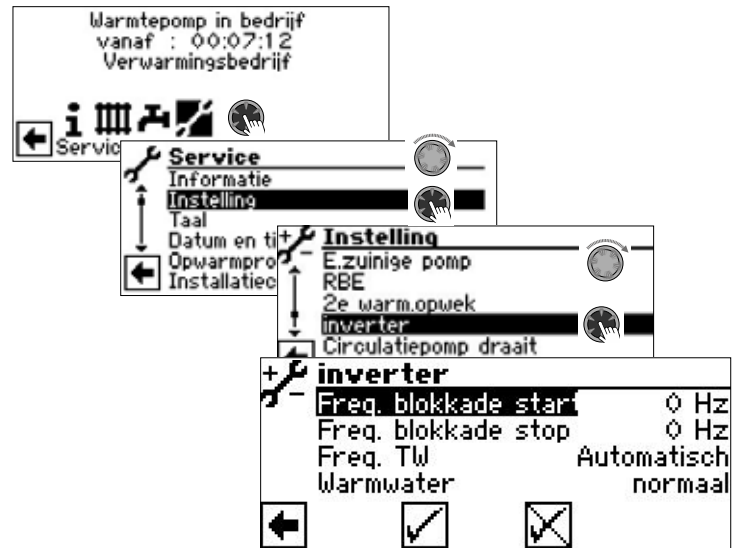 Warmtepomp in bedrijf
vanaf : 00:07:12
Verwarmingsbedrijf
Servic
Service
Informatie
Instelling
Taal
Datum en ti
Opwarmpro
Installatiec
Instelling
E.zuinige pomp
RBE
2e warm.opwek
inverter
Circulatiepomp draait
inverter
Freq. blokkade start 0 Hz
Freq. blokkade stop 0 Hz
Freq. TW Automatisch
Warmwater normaal